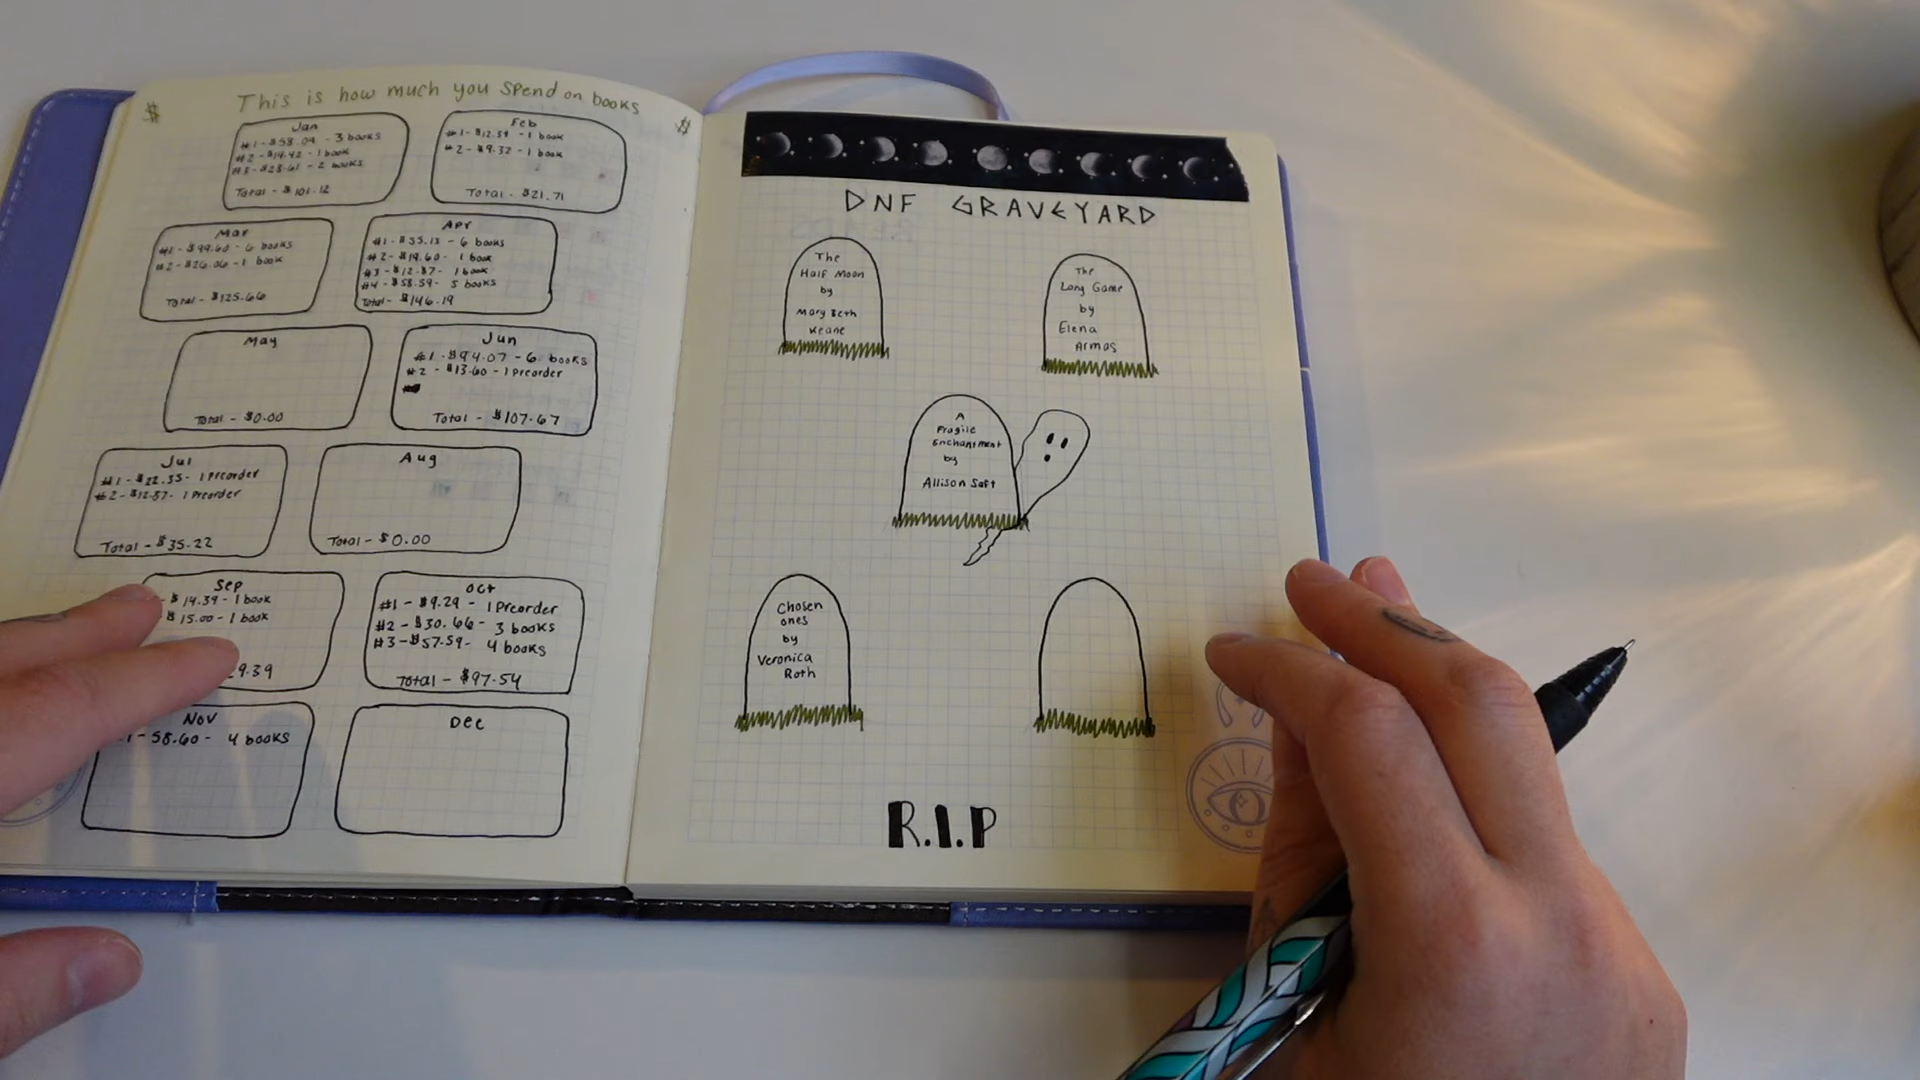 This is how much you spend on books
$
$
Jan
#1 - $58.09 - 3 books
#2 - $14.42 - 1 book
#3 - $28.61 - 2 books
Total - $101.12
Feb
#1 - $12.39 - 1 book
#2 - $9.32 - 1 book
Total - $21.71
Mar
#1 - $99.60 - 6 books
#2 - $26.06 - 1 book
Total - $125.66
Apr
#1 - $55.13 - 6 books
#2 - $19.60 - 1 book
#3 - $12.87 - 1 book
#4 - $58.59 - 5 books
Total - $146.19
May
Total - $0.00
Jun
#1 - $94.07 - 6 books
#2 - $13.60 - 1 Preorder
Total - $107.67
Jul
#1 - $22.35 - 1 Preorder
#2 - $12.87 - 1 Preorder
Total - $35.22
Aug
Total - $0.00
Sep
- $14.39 - 1 book
$15.00 - 1 book
9.39
Oct
#1 - $9.29 - 1 Preorder
#2 - $30.66 - 3 books
#3 - $57.59 - 4 books
Total - $97.54
Nov
1 - 58.60 - 4 books
Dec
DNF GRAVEYARD
The
Half Moon
by
Mary Beth
Keane
The
Long Game
by
Elena
Armas
A
Fragile
Enchantment
by
Allison Saft
Chosen
ones
by
Veronica
Roth
R.I.P